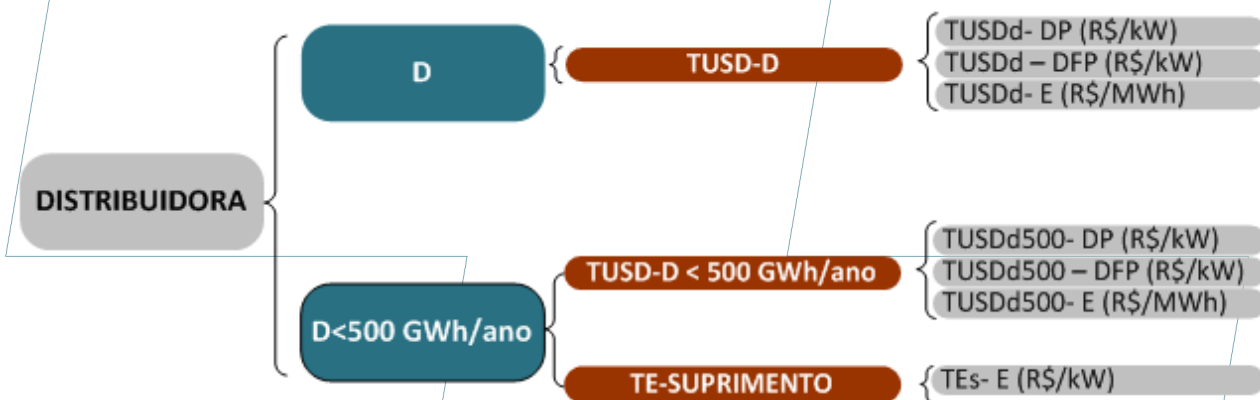 DISTRIBUIDORA
D
TUSD-D
TUSDd- DP (R$/kW)
TUSDd – DFP (R$/kW)
TUSDd- E (R$/MWh)
D<500 GWh/ano
TUSD-D < 500 GWh/ano
TUSDd500- DP (R$/kW)
TUSDd500 – DFP (R$/kW)
TUSDd500- E (R$/MWh)
TE-SUPRIMENTO
TEs- E (R$/kW)